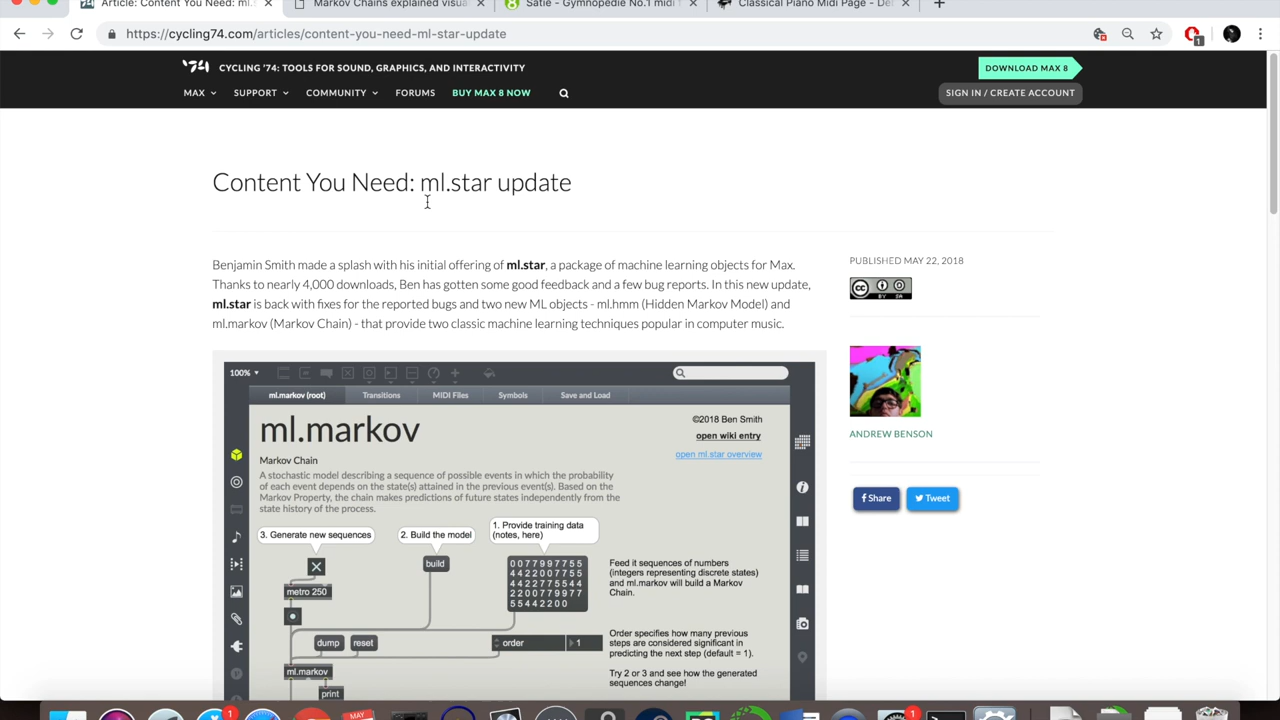 Article: Content You Need: ml.s
Markov Chains explained visua
Satie - Gymnopedie No.1 midi
Classical Piano Midi Page - De
https://cycling74.com/articles/content-you-need-ml-star-update
1
'74 CYCLING '74: TOOLS FOR SOUND, GRAPHICS, AND INTERACTIVITY
DOWNLOAD MAX 8
MAX SUPPORT COMMUNITY FORUMS BUY MAX 8 NOW
SIGN IN / CREATE ACCOUNT
Content You Need: ml.star update
Benjamin Smith made a splash with his initial offering of ml.star, a package of machine learning objects for Max.
Thanks to nearly 4,000 downloads, Ben has gotten some good feedback and a few bug reports. In this new update,
ml.star is back with fixes for the reported bugs and two new ML objects - ml.hmm (Hidden Markov Model) and
ml.markov (Markov Chain) - that provide two classic machine learning techniques popular in computer music.
PUBLISHED MAY 22, 2018
CC BY SA
ANDREW BENSON
Share Tweet
100%
ml.markov (root) Transitions MIDI Files Symbols Save and Load
ml.markov
©2018 Ben Smith
open wiki entry
open ml.star overview
Markov Chain
A stochastic model describing a sequence of possible events in which the probability
of each event depends on the state(s) attained in the previous event(s). Based on the
Markov Property, the chain makes predictions of future states independently from the
state history of the process.
3. Generate new sequences
2. Build the model
1. Provide training data
(notes, here)
build
0 0 7 7 9 9 7 7 5 5
4 4 2 2 0 0 7 7 5 5
4 4 2 2 7 7 5 5 4 4
2 2 0 0 7 7 9 9 7 7
5 5 4 4 2 2 0 0
Feed it sequences of numbers
(integers representing discrete states)
and ml.markov will build a Markov
Chain.
metro 250
dump reset
order 1
Order specifies how many previous
steps are considered significant in
predicting the next step (default = 1).
Try 2 or 3 and see how the generated
sequences change!
ml.markov
print
1
MAY
1